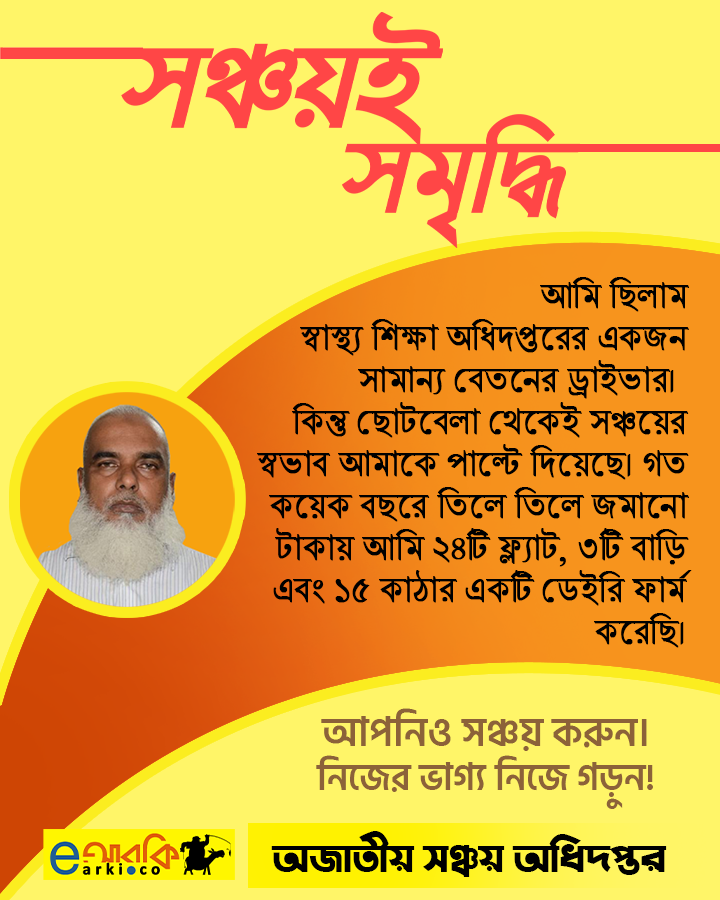 সঞ্চয়ই
সমৃদ্ধি
আমি ছিলাম
স্বাস্থ্য শিক্ষা অধিদপ্তরের একজন
সামান্য বেতনের ড্রাইভার।
কিন্তু ছোটবেলা থেকেই সঞ্চয়ের
স্বভাব আমাকে পাল্টে দিয়েছে। গত
কয়েক বছরে তিলে তিলে জমানো
টাকায় আমি ২৪টি ফ্ল্যাট, ৩টি বাড়ি
এবং ১৫ কাঠার একটি ডেইরি ফার্ম
করেছি।
আপনিও সঞ্চয় করুন।
নিজের ভাগ্য নিজে গড়ুন!
eআরকি
earki.co
অজাতীয় সঞ্চয় অধিদপ্তর